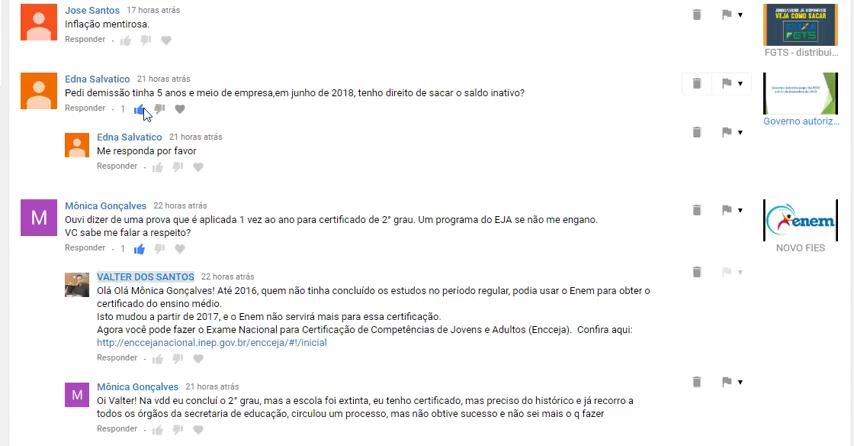 Jose Santos 17 horas atrás
Inflação mentirosa.
Responder
VEJA COMO SACAR
FGTS
FGTS - distribui...
Edna Salvatico 21 horas atrás
Pedi demissão tinha 5 anos e meio de empresa,em junho de 2018, tenho direito de sacar o saldo inativo?
Responder · 1
Governo autoriz...
Edna Salvatico 21 horas atrás
Me responda por favor
Responder
M
Mônica Gonçalves 22 horas atrás
Ouvi dizer de uma prova que é aplicada 1 vez ao ano para certificado de 2° grau. Um programa do EJA se não me engano.
VC sabe me falar a respeito?
Responder · 1
enem
NOVO FIES
VALTER DOS SANTOS 22 horas atrás
Olá Olá Mônica Gonçalves! Até 2016, quem não tinha concluído os estudos no período regular, podia usar o Enem para obter o
certificado do ensino médio.
Isto mudou a partir de 2017, e o Enem não servirá mais para essa certificação.
Agora você pode fazer o Exame Nacional para Certificação de Competências de Jovens e Adultos (Encceja). Confira aqui:
http://enccejanacional.inep.gov.br/encceja/#!/inicial
Responder
M
Mônica Gonçalves 21 horas atrás
Oi Valter! Na vdd eu concluí o 2° grau, mas a escola foi extinta, eu tenho certificado, mas preciso do histórico e já recorro a
todos os órgãos da secretaria de educação, circulou um processo, mas não obtive sucesso e não sei mais o q fazer
Responder